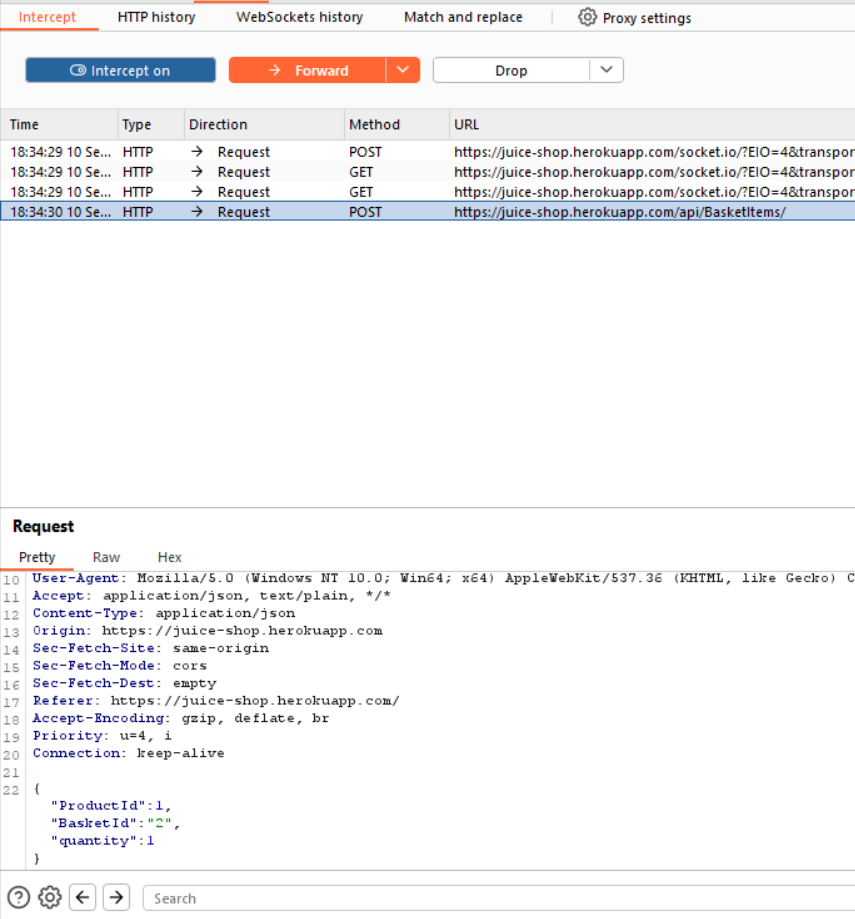 Intercept HTTP history WebSockets history Match and replace Proxy settings
Intercept on Forward Drop
Time Type Direction Method URL
18:34:29 10 Se... HTTP → Request POST https://juice-shop.herokuapp.com/socket.io/?EIO=4&transpor
18:34:29 10 Se... HTTP → Request GET https://juice-shop.herokuapp.com/socket.io/?EIO=4&transpor
18:34:29 10 Se... HTTP → Request GET https://juice-shop.herokuapp.com/socket.io/?EIO=4&transpor
18:34:30 10 Se... HTTP → Request POST https://juice-shop.herokuapp.com/api/BasketItems/
Request
Pretty Raw Hex
10 User-Agent: Mozilla/5.0 (Windows NT 10.0; Win64; x64) AppleWebKit/537.36 (KHTML, like Gecko) C
11 Accept: application/json, text/plain, */*
12 Content-Type: application/json
13 Origin: https://juice-shop.herokuapp.com
14 Sec-Fetch-Site: same-origin
15 Sec-Fetch-Mode: cors
16 Sec-Fetch-Dest: empty
17 Referer: https://juice-shop.herokuapp.com/
18 Accept-Encoding: gzip, deflate, br
19 Priority: u=4, i
20 Connection: keep-alive
21
22 {
"ProductId":1,
"BasketId":"2",
"quantity":1
}
Search